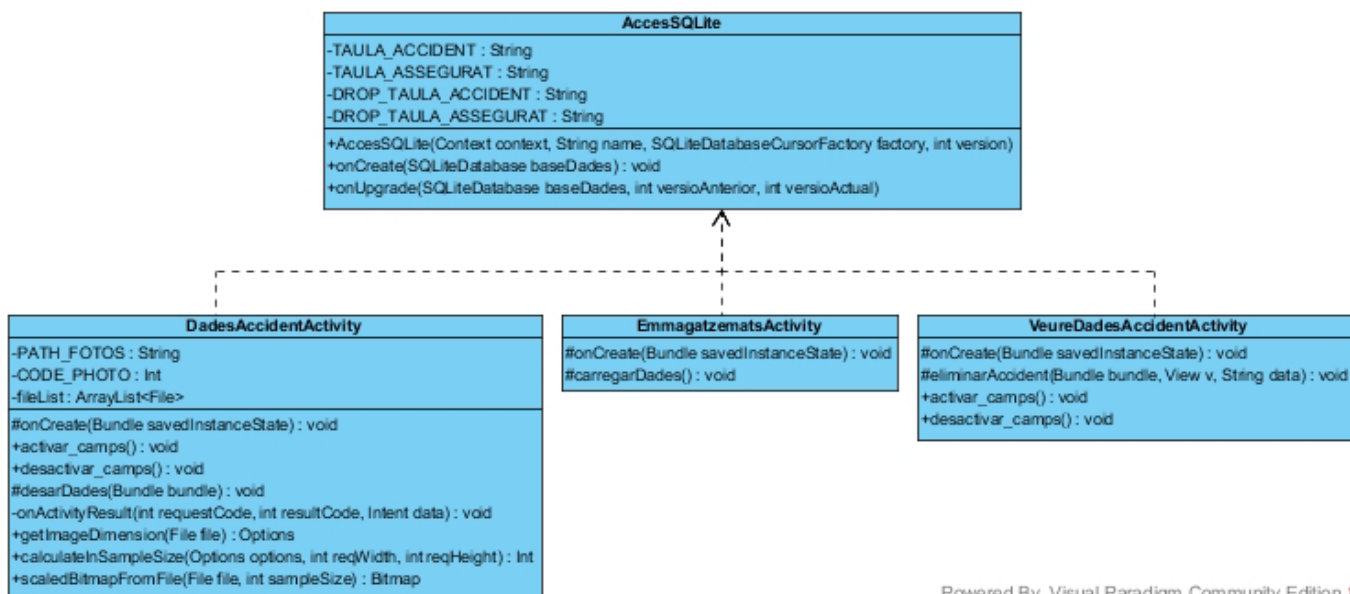 AccesSQLite
-TAULA_ACCIDENT : String
-TAULA_ASSEGURAT : String
-DROP_TAULA_ACCIDENT : String
-DROP_TAULA_ASSEGURAT : String
+AccesSQLite(Context context, String name, SQLiteDatabaseCursorFactory factory, int version)
+onCreate(SQLiteDatabase baseDades) : void
+onUpgrade(SQLiteDatabase baseDades, int versioAnterior, int versioActual)
DadesAccidentActivity
-PATH_FOTOS : String
-CODE_PHOTO : Int
-fileList : ArrayList<File>
#onCreate(Bundle savedInstanceState) : void
+activar_camps() : void
+desactivar_camps() : void
#desarDades(Bundle bundle) : void
-onActivityResult(int requestCode, int resultCode, Intent data) : void
+getImageDimension(File file) : Options
+calculateInSampleSize(Options options, int reqWidth, int reqHeight) : Int
+scaledBitmapFromFile(File file, int sampleSize) : Bitmap
EmmagatzematsActivity
#onCreate(Bundle savedInstanceState) : void
#carregarDades() : void
VeureDadesAccidentActivity
#onCreate(Bundle savedInstanceState) : void
#eliminarAccident(Bundle bundle, View v, String data) : void
+activar_camps() : void
+desactivar_camps() : void
Powered By Visual Paradigm Community Edition